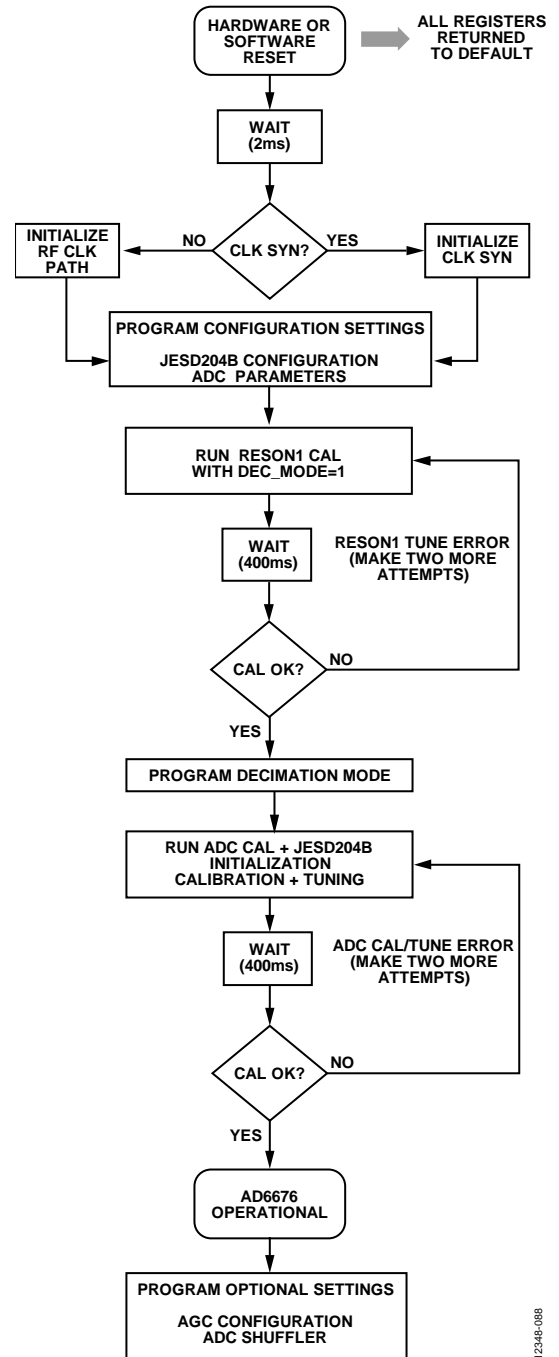 HARDWARE OR
SOFTWARE
RESET
ALL REGISTERS
RETURNED
TO DEFAULT
WAIT
(2ms)
CLK SYN?
NO
YES
INITIALIZE
RF CLK
PATH
INITIALIZE
CLK SYN
PROGRAM CONFIGURATION SETTINGS
JESD204B CONFIGURATION
ADC PARAMETERS
RUN RESON1 CAL
WITH DEC_MODE=1
WAIT
(400ms)
RESON1 TUNE ERROR
(MAKE TWO MORE
ATTEMPTS)
CAL OK?
NO
YES
PROGRAM DECIMATION MODE
RUN ADC CAL + JESD204B
INITIALIZATION
CALIBRATION + TUNING
WAIT
(400ms)
ADC CAL/TUNE ERROR
(MAKE TWO MORE
ATTEMPTS)
CAL OK?
NO
YES
AD6676
OPERATIONAL
PROGRAM OPTIONAL SETTINGS
AGC CONFIGURATION
ADC SHUFFLER
12348-088